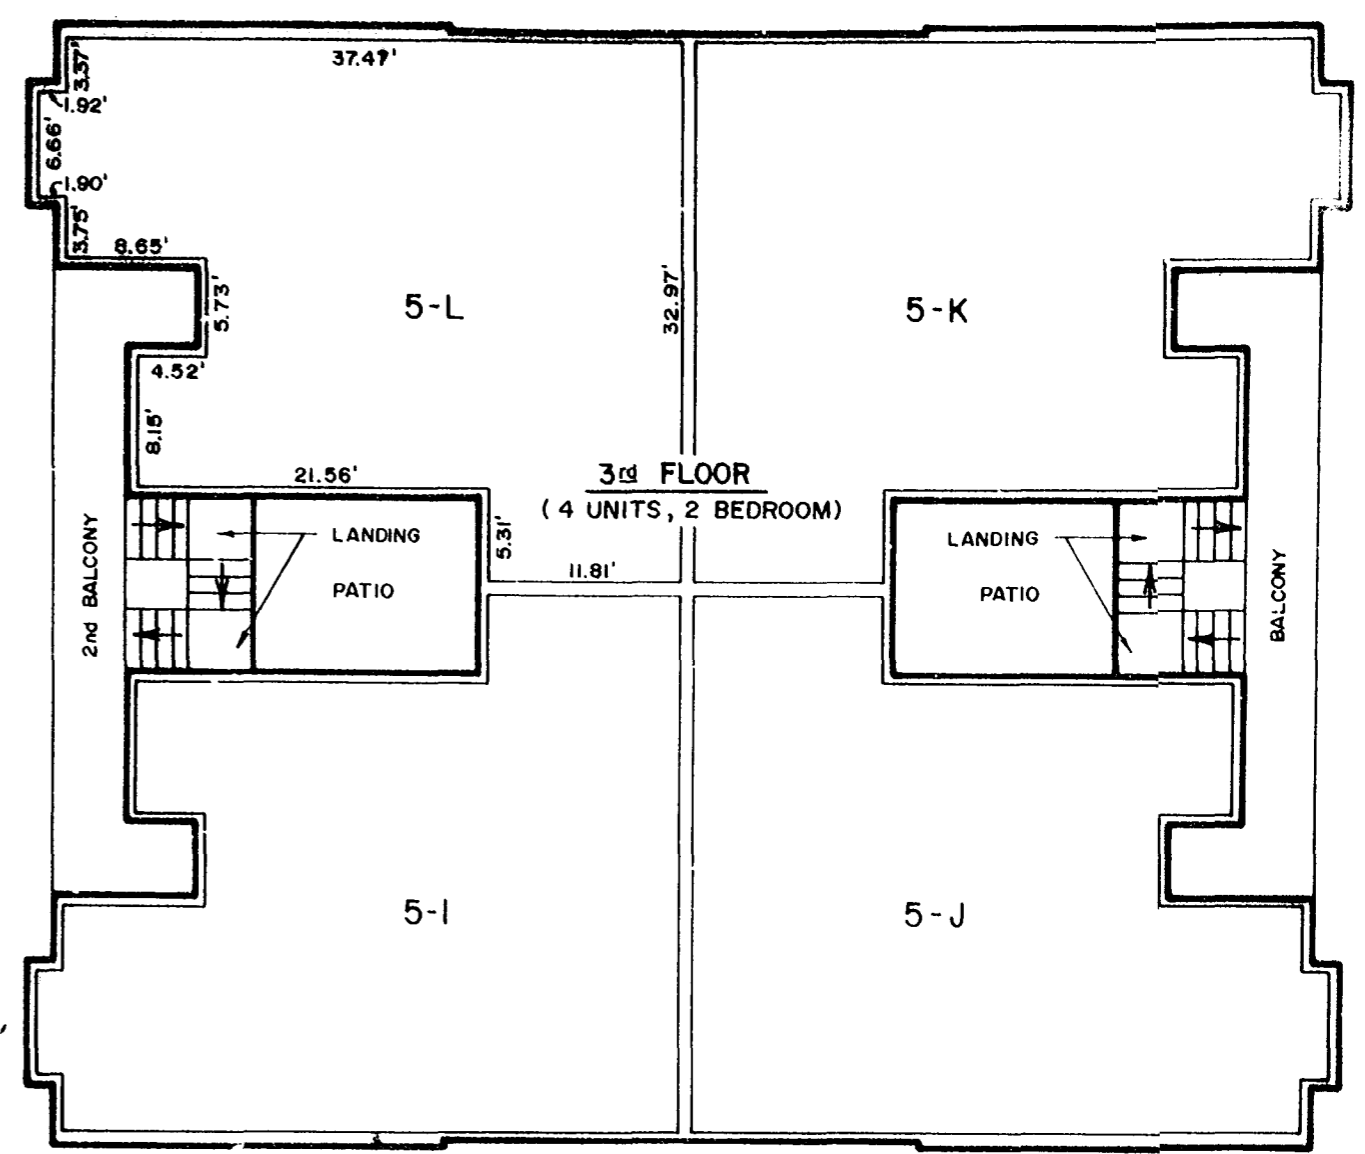 37.47'
3.37'
1.92'
6.66'
1.90'
3.75'
8.65'
5.73'
32.97'
5-L
5-K
4.52'
8.15'
21.56'
3rd FLOOR
(4 UNITS, 2 BEDROOM)
5.31'
11.81'
LANDING
PATIO
2nd BALCONY
LANDING
PATIO
BALCONY
5-I
5-J